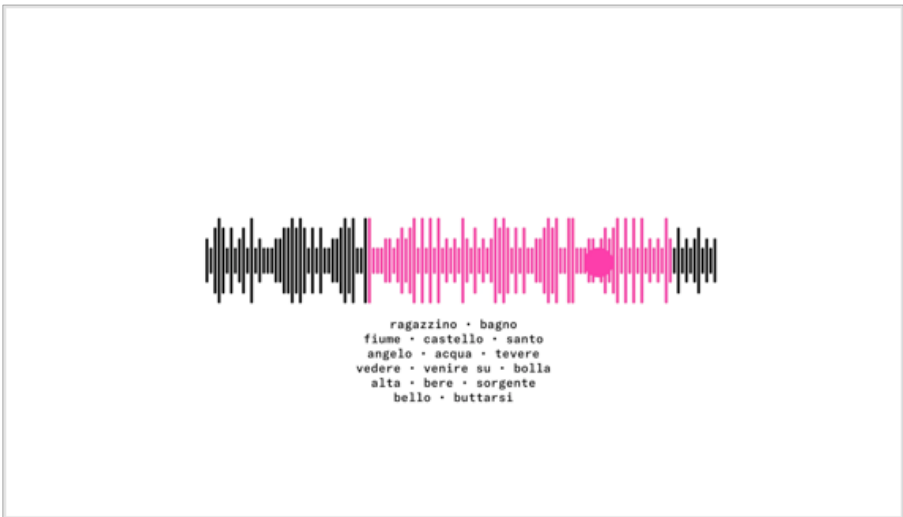 ragazzino · bagno
fiume · castello · santo
angelo · acqua · tevere
vedere · venire su · bolla
alta · bere · sorgente
bello · buttarsi